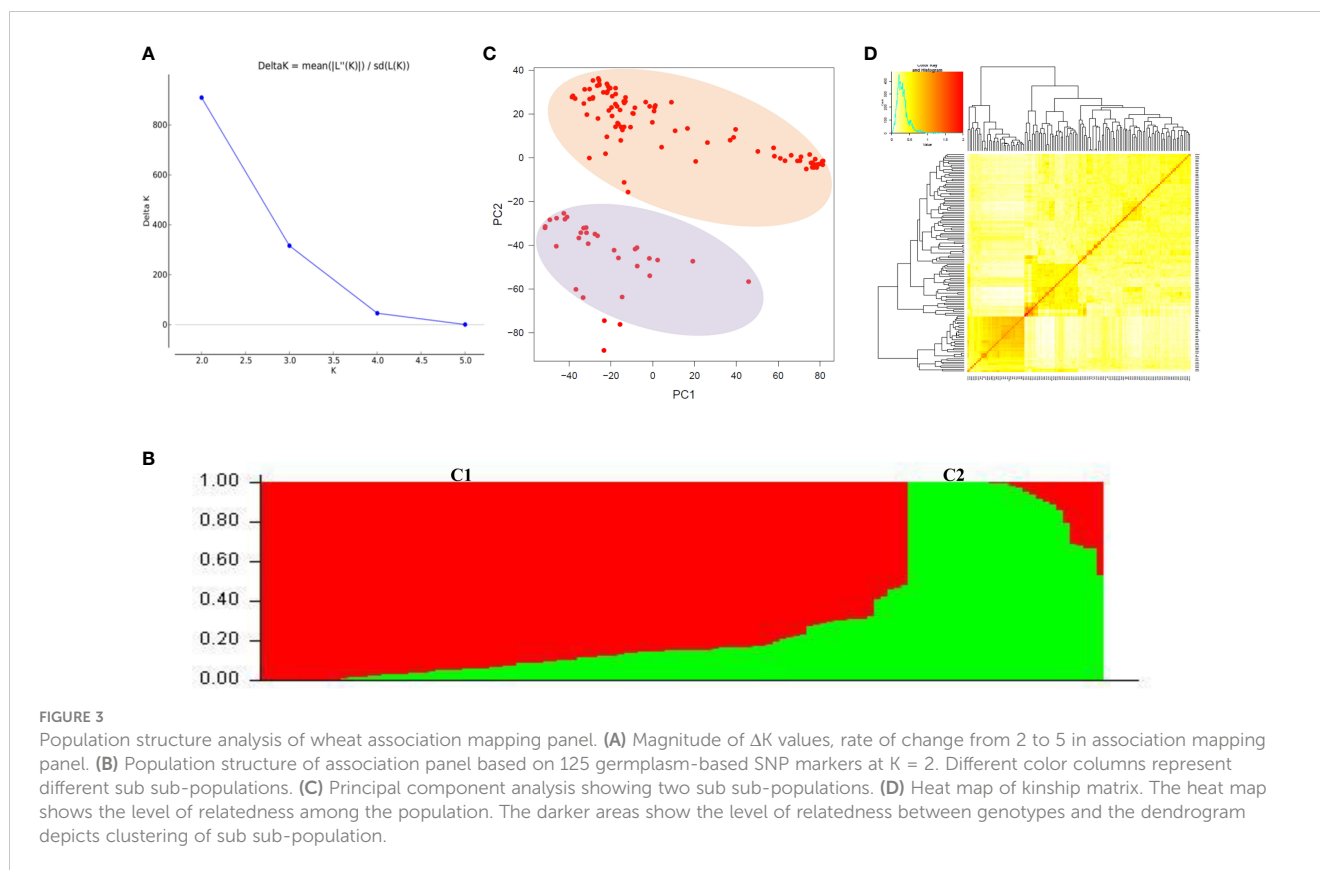 A
DeltaK = mean(|L''(K)|) / sd(L(K))
Delta K
800
600
400
200
0
2.0 2.5 3.0 3.5 4.0 4.5 5.0
K
C
PC2
40
20
0
−20
−40
−60
−80
−40 −20 0 20 40 60 80
PC1
D
Color Key
and Histogram
Value
B
C1 C2
1.00
0.80
0.60
0.40
0.20
0.00
FIGURE 3
Population structure analysis of wheat association mapping panel. (A) Magnitude of ΔK values, rate of change from 2 to 5 in association mapping
panel. (B) Population structure of association panel based on 125 germplasm-based SNP markers at K = 2. Different color columns represent
different sub sub-populations. (C) Principal component analysis showing two sub sub-populations. (D) Heat map of kinship matrix. The heat map
shows the level of relatedness among the population. The darker areas show the level of relatedness between genotypes and the dendrogram
depicts clustering of sub sub-population.